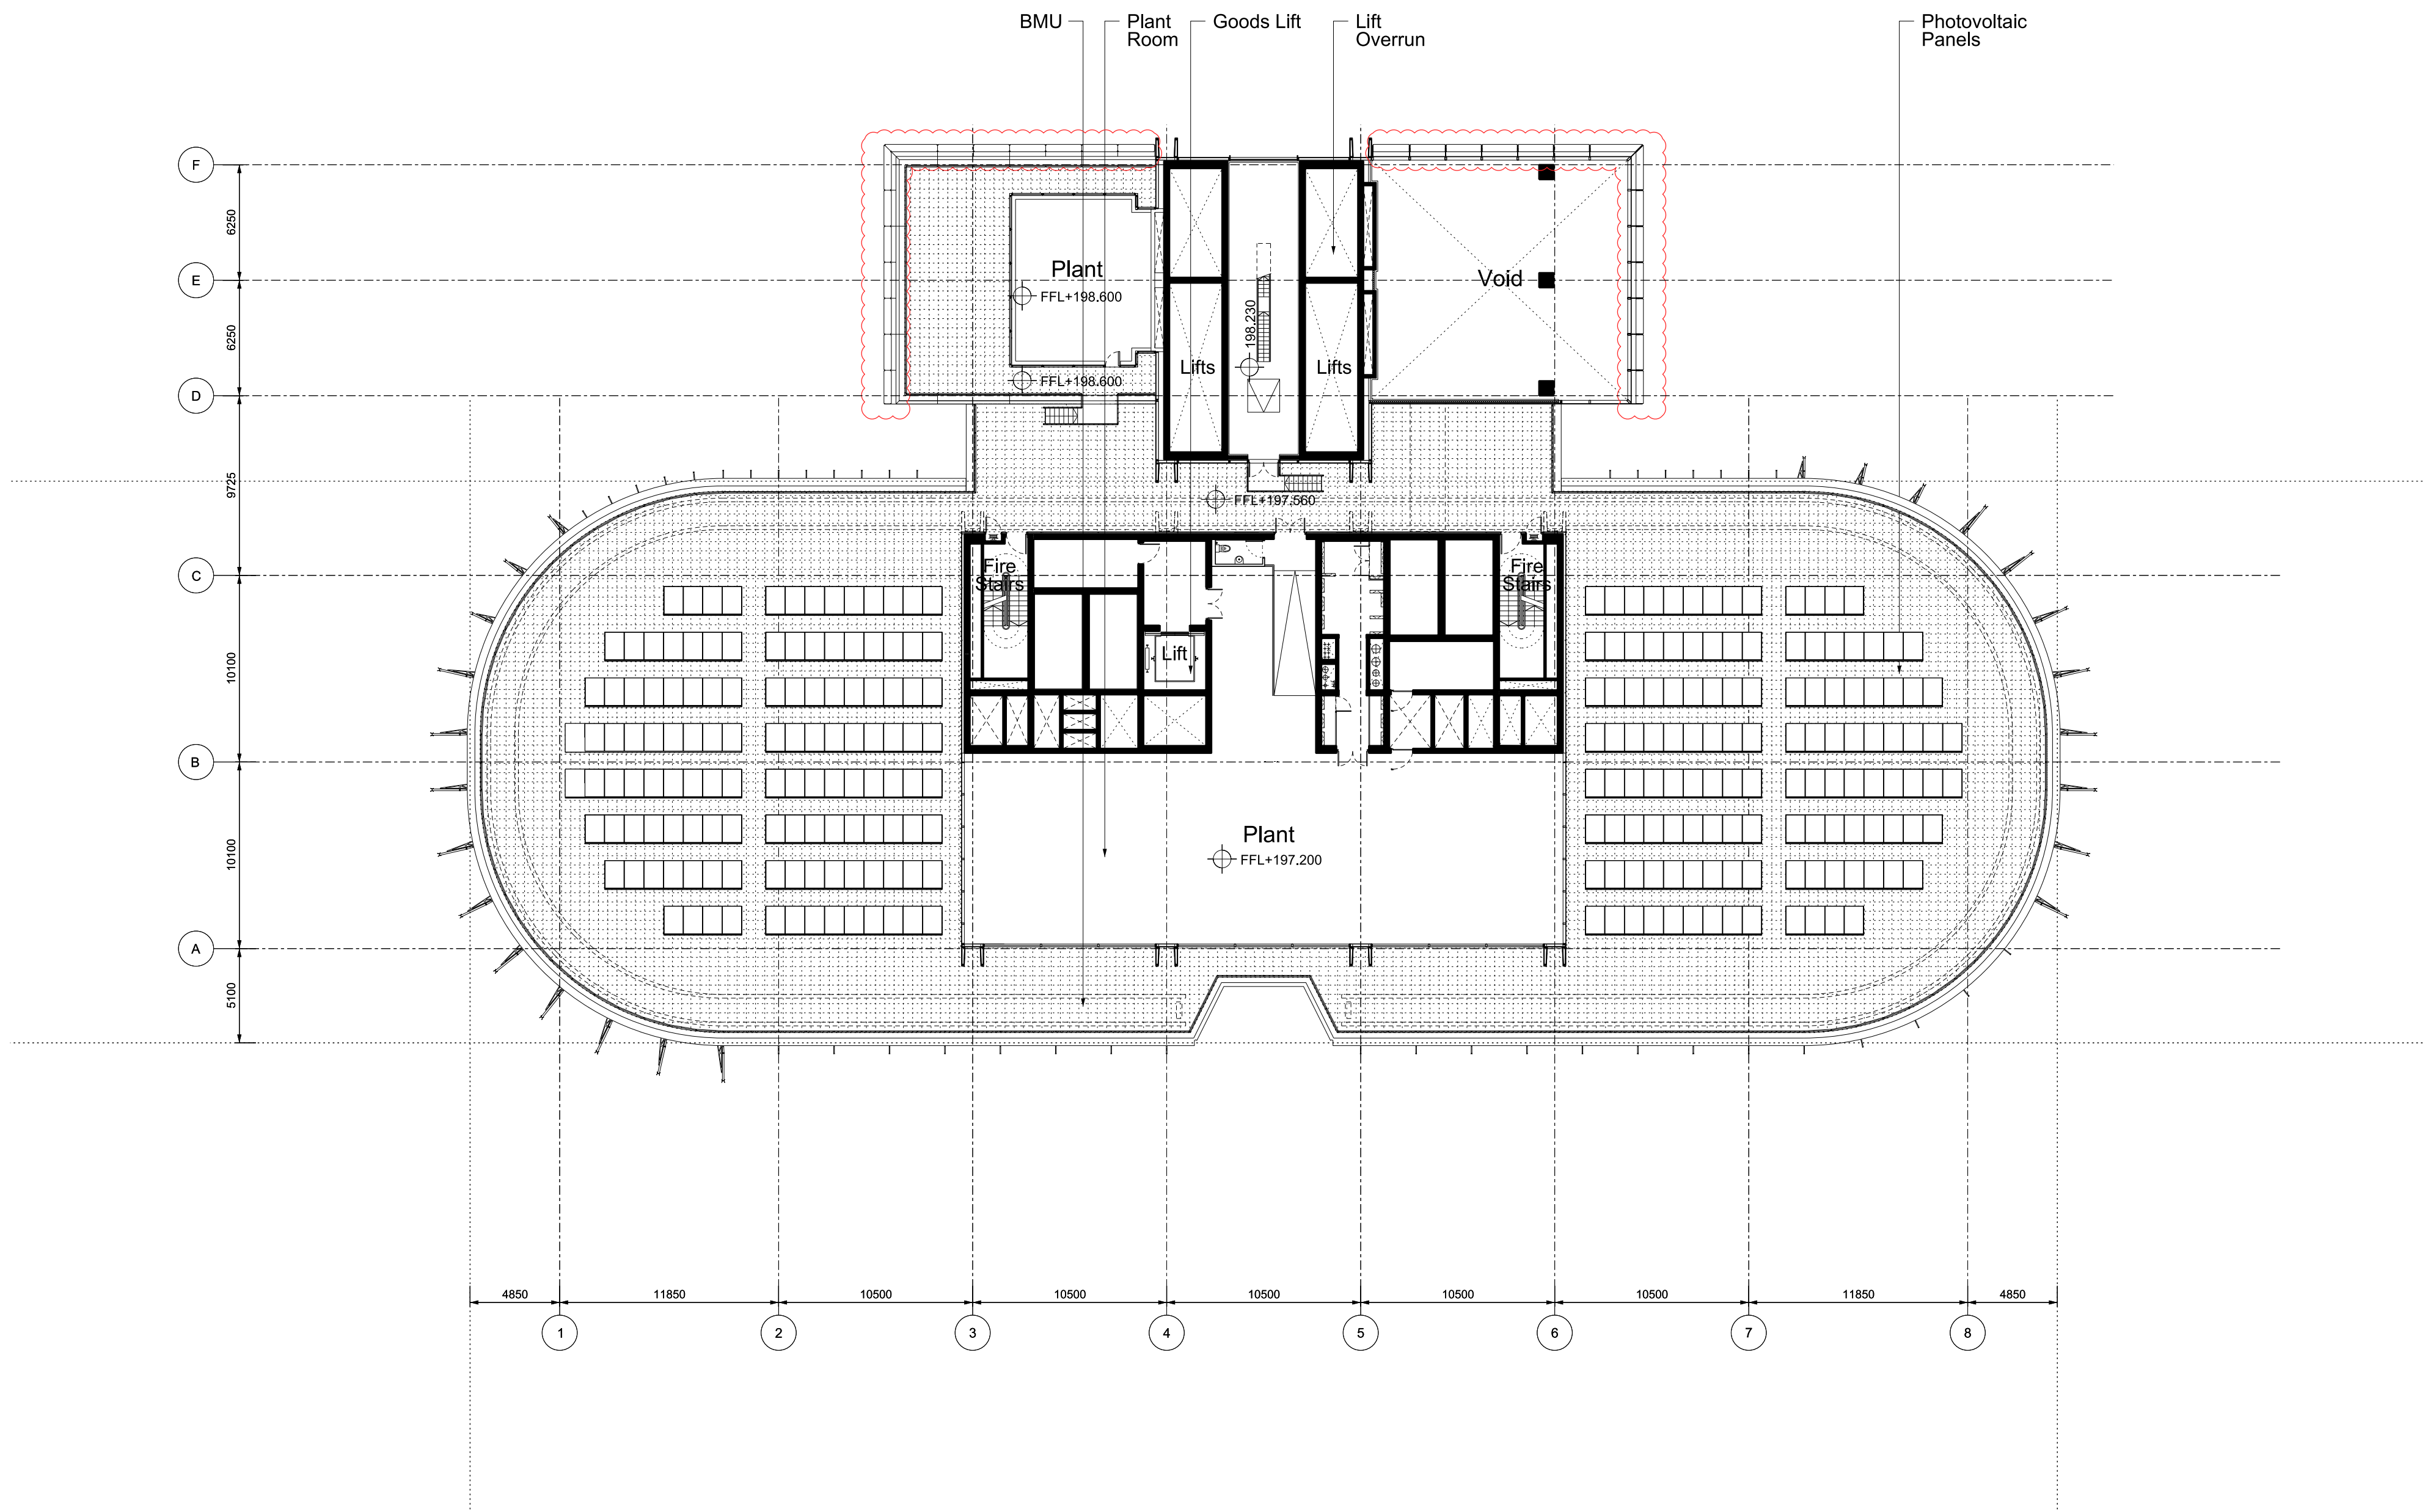 BMU
Plant
Room
Goods Lift
Lift
Overrun
Photovoltaic
Panels
F
6250
E
6250
D
9725
C
10100
B
10100
A
5100
Plant
FFL+198.600
FFL+198.600
Lifts
198.230
Lifts
Void
FFL+197.560
Fire
Stairs
Fire
Stairs
Lift
Plant
FFL+197.200
4850
11850
10500
10500
10500
10500
10500
11850
4850
1
2
3
4
5
6
7
8